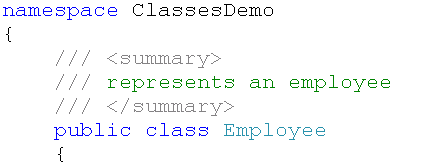 namespace ClassesDemo
{
    /// <summary>
    /// represents an employee
    /// </summary>
    public class Employee
    {